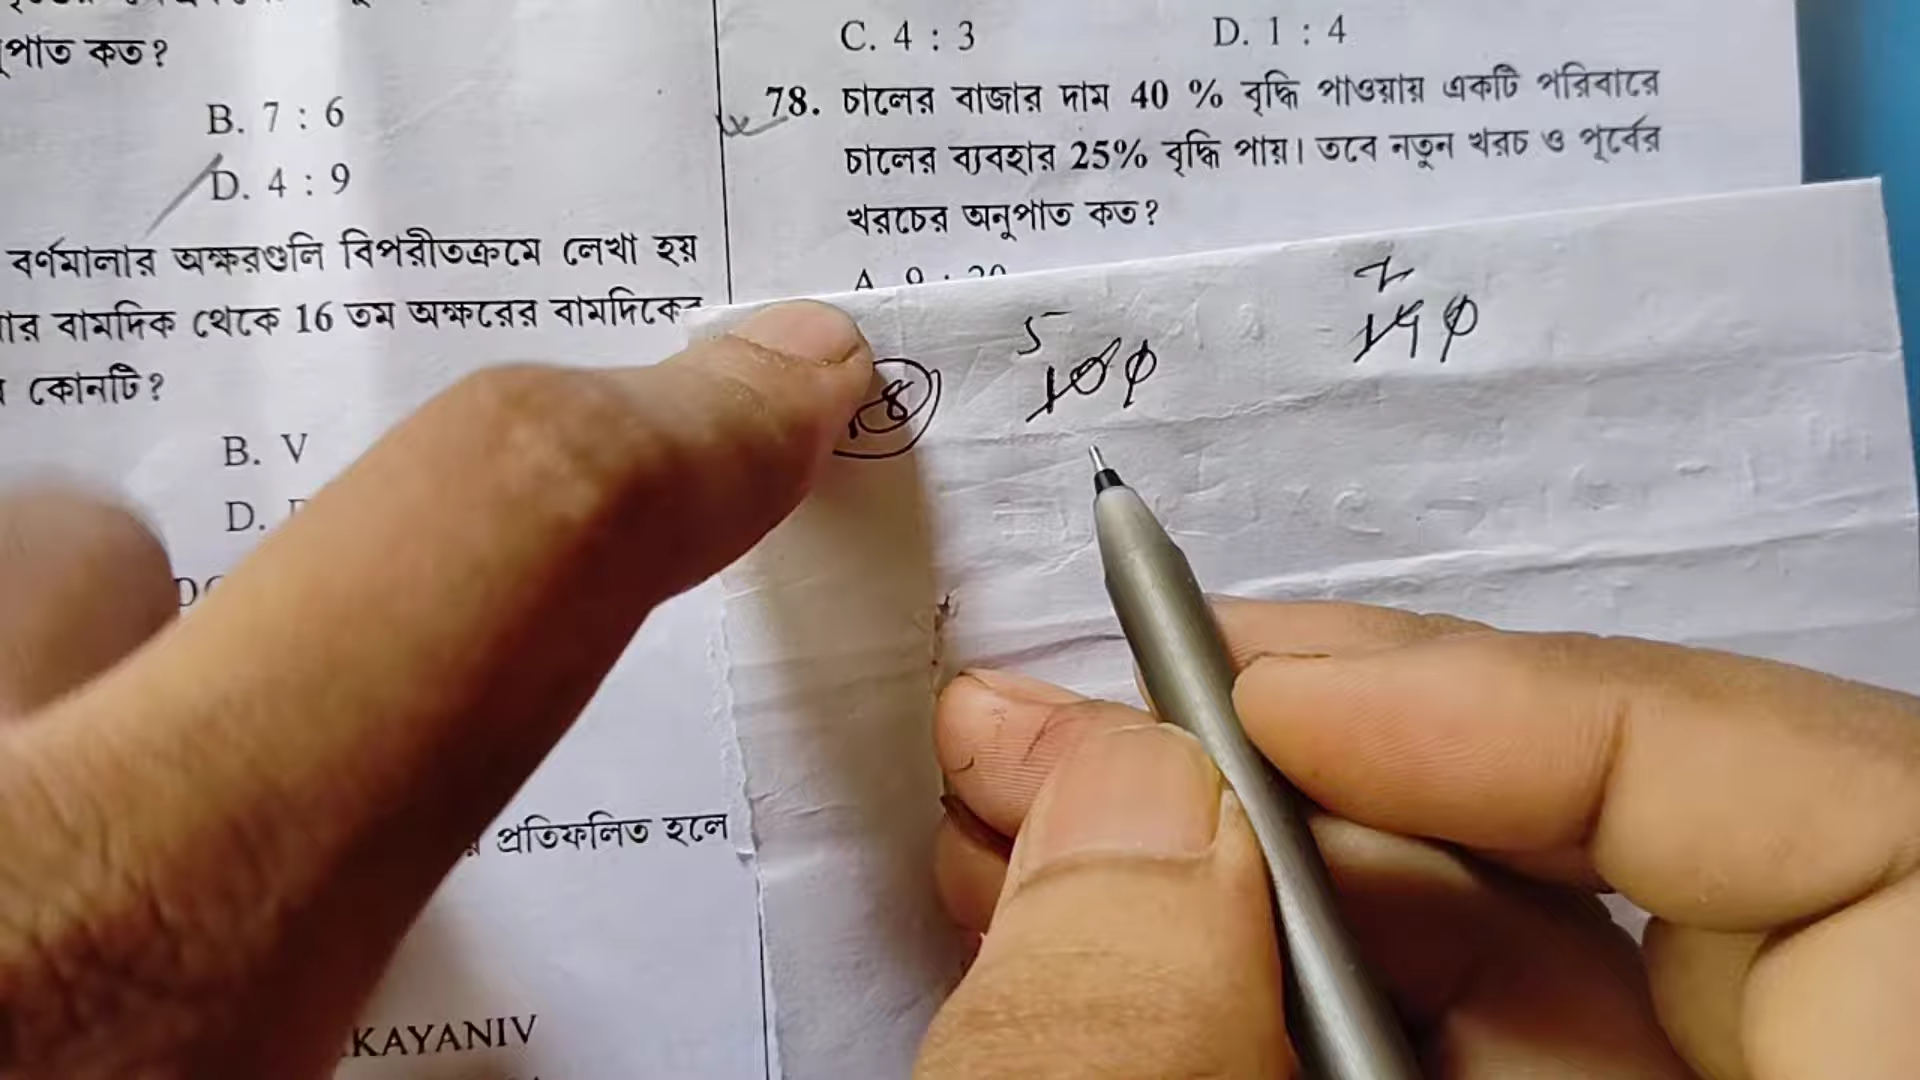 পাত কত?
B. 7 : 6
D. 4 : 9
বর্ণমালার অক্ষরগুলি বিপরীতক্রমে লেখা হয়
বামদিক থেকে 16 তম অক্ষরের বামদিকের
কোনটি?
B. V
D.
প্রতিফলিত হলে
KAYANIV
C. 4 : 3 D. 1 : 4
78. চালের বাজার দাম 40 % বৃদ্ধি পাওয়ায় একটি পরিবারে
চালের ব্যবহার 25% বৃদ্ধি পায়। তবে নতুন খরচ ও পূর্বের
খরচের অনুপাত কত?
A. 9 : 20
5 7
100 140